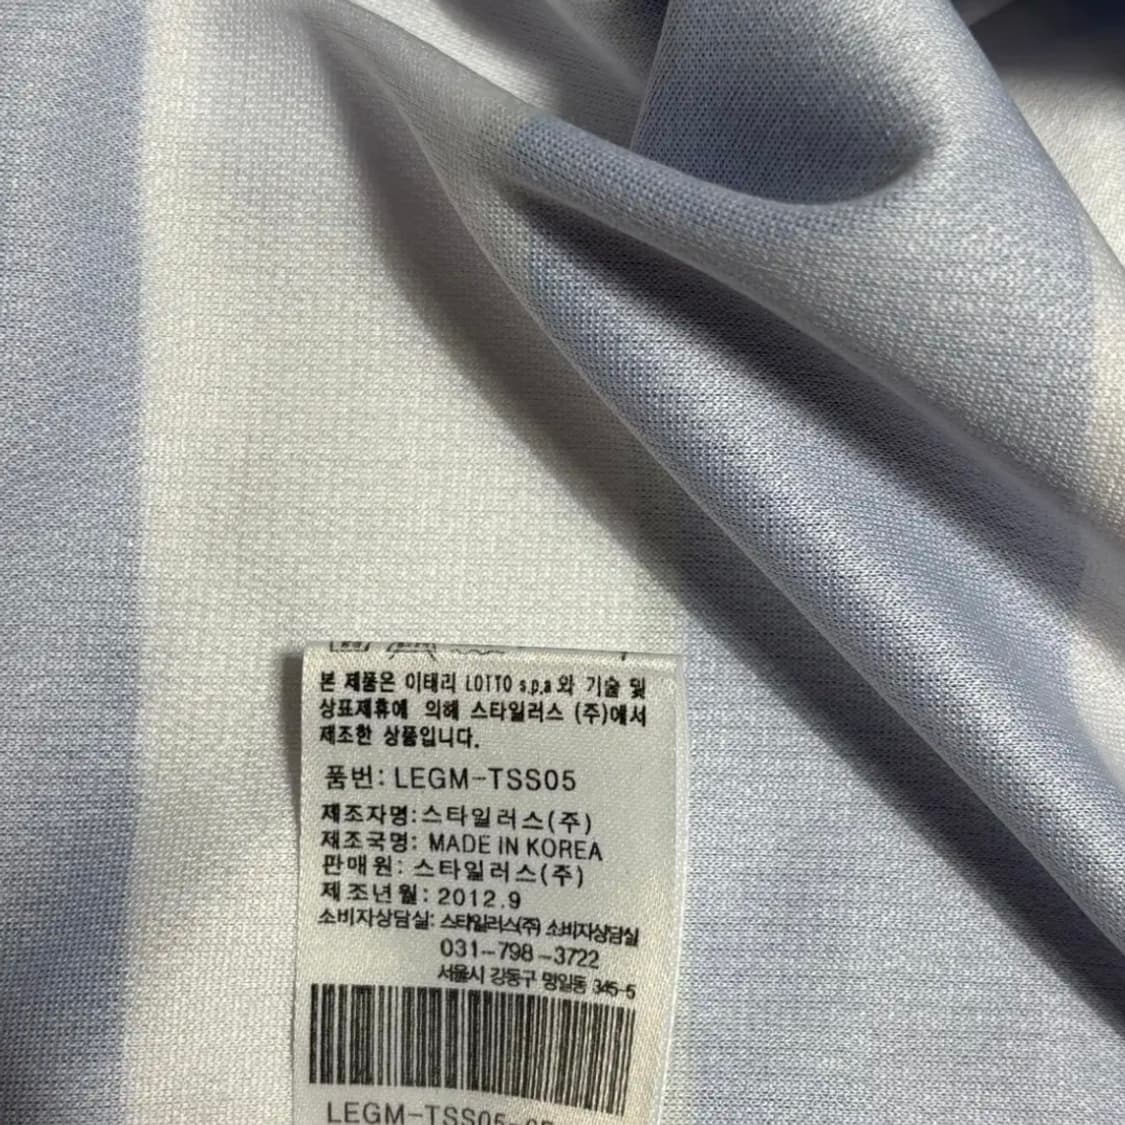 본 제품은 이태리 LOTTO s.p.a 와 기술 및
상표제휴에 의해 스타일러스 (주)에서
제조한 상품입니다.
품번: LEGM-TSS05
제조자명:스타일러스(주)
제조국명: MADE IN KOREA
판매원: 스타일러스(주)
제조년월: 2012.9
소비자상담실: 스타일러스(주) 소비자상담실
031-798-3722
서울시 강동구 명일동 345-5
LEGM-TSS05